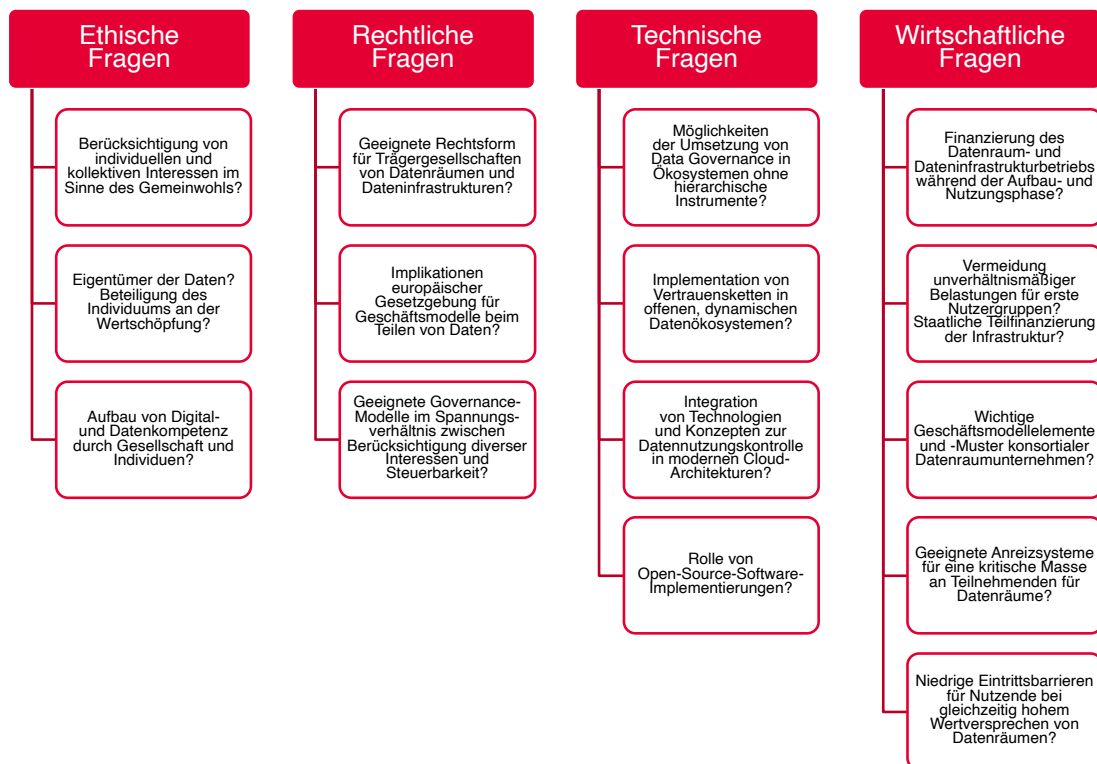 Ethische
Fragen
Berücksichtigung von
individuellen und
kollektiven Interessen im
Sinne des Gemeinwohls?
Eigentümer der Daten?
Beteiligung des
Individuums an der
Wertschöpfung?
Aufbau von Digital-
und Datenkompetenz
durch Gesellschaft und
Individuen?
Rechtliche
Fragen
Geeignete Rechtsform
für Trägergesellschaften
von Datenräumen und
Dateninfrastrukturen?
Implikationen
europäischer
Gesetzgebung für
Geschäftsmodelle beim
Teilen von Daten?
Geeignete Governance-
Modelle im Spannungs-
verhältnis zwischen
Berücksichtigung diverser
Interessen und
Steuerbarkeit?
Technische
Fragen
Möglichkeiten
der Umsetzung von
Data Governance in
Ökosystemen ohne
hierarchische
Instrumente?
Implementation von
Vertrauensketten in
offenen, dynamischen
Datenökosystemen?
Integration
von Technologien
und Konzepten zur
Datennutzungskontrolle
in modernen Cloud-
Architekturen?
Rolle von
Open-Source-Software-
Implementierungen?
Wirtschaftliche
Fragen
Finanzierung des
Datenraum- und
Dateninfrastrukturbetriebs
während der Aufbau- und
Nutzungsphase?
Vermeidung
unverhältnismäßiger
Belastungen für erste
Nutzergruppen?
Staatliche Teilfinanzierung
der Infrastruktur?
Wichtige
Geschäftsmodellelemente
und -Muster konsortialer
Datenraumunternehmen?
Geeignete Anreizsysteme
für eine kritische Masse
an Teilnehmenden für
Datenräume?
Niedrige Eintrittsbarrieren
für Nutzende bei
gleichzeitig hohem
Wertversprechen von
Datenräumen?